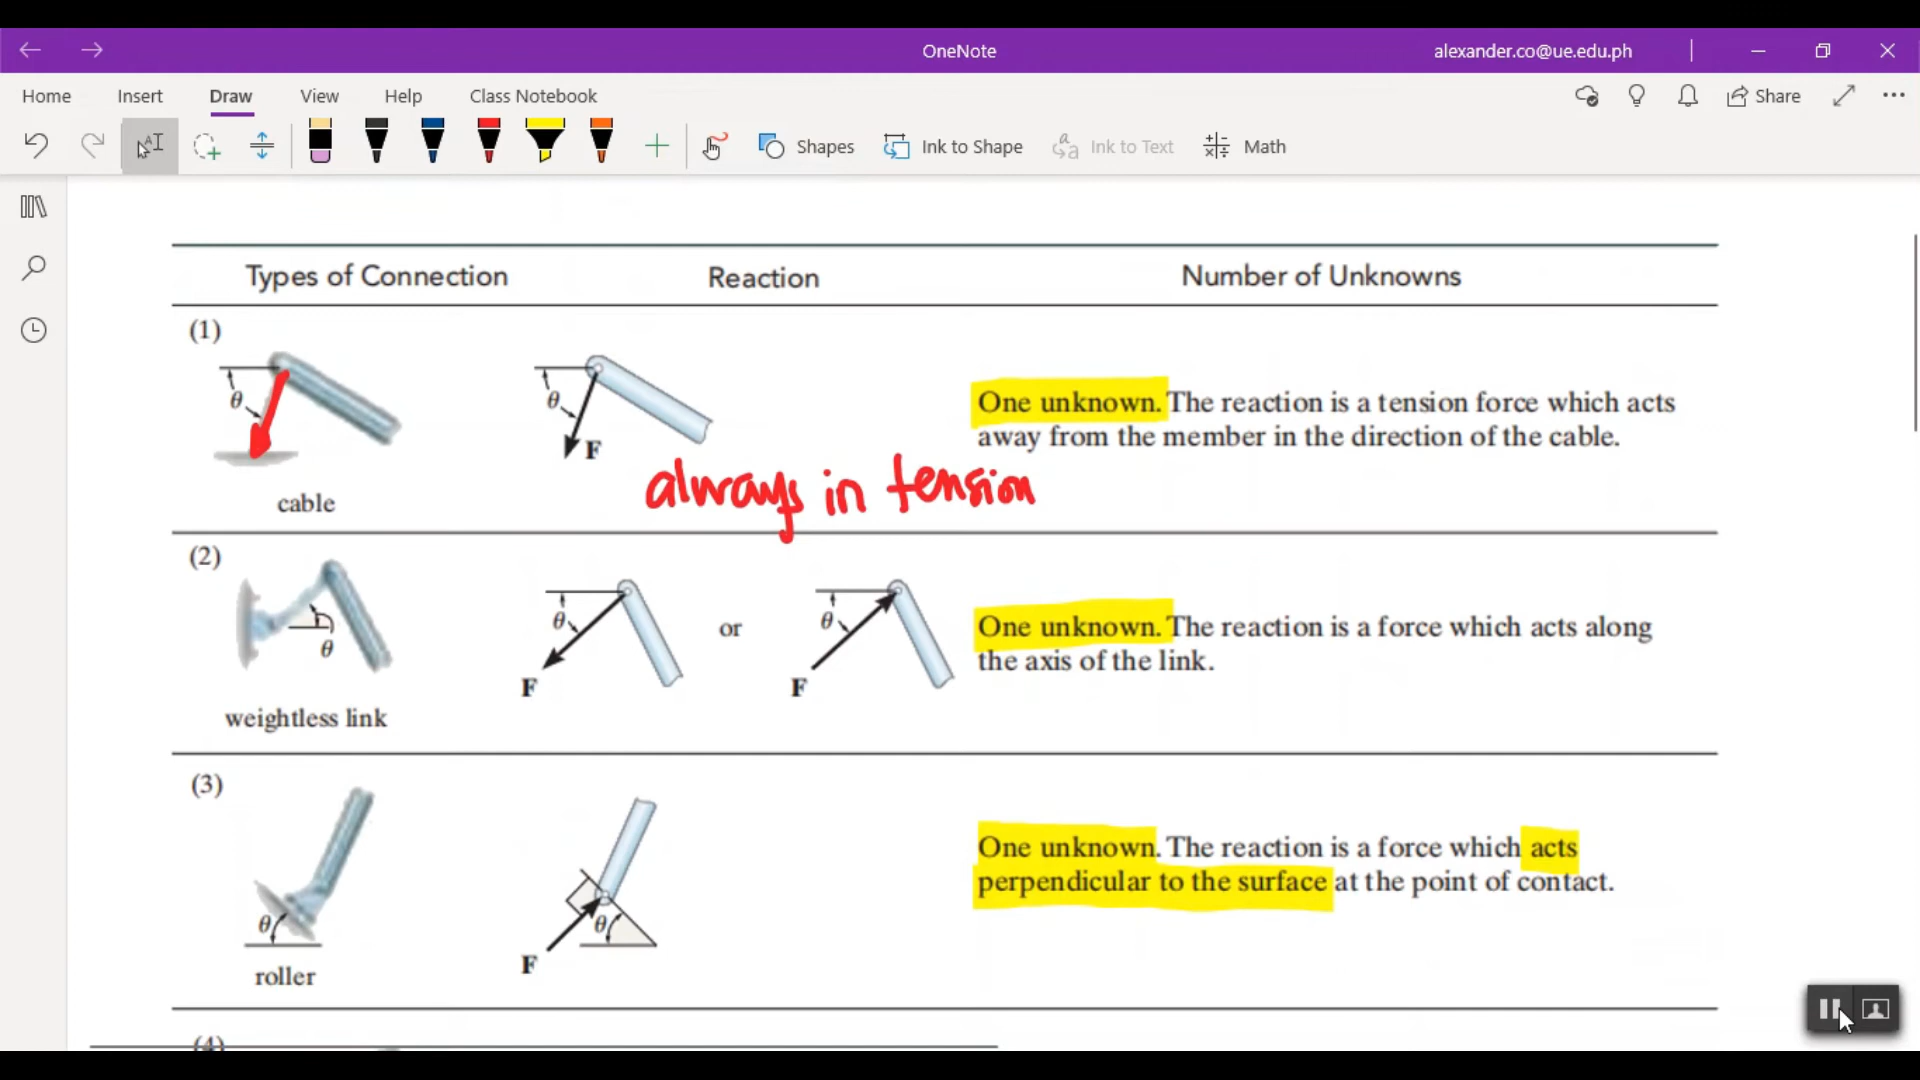 OneNote
alexander.co@ue.edu.ph
Home Insert Draw View Help Class Notebook
Share
Shapes Ink to Shape Ink to Text Math
Types of Connection Reaction Number of Unknowns
(1)
θ
θ
F
cable
One unknown. The reaction is a tension force which acts
away from the member in the direction of the cable.
always in tension
(2)
θ
θ
F
or
θ
F
weightless link
One unknown. The reaction is a force which acts along
the axis of the link.
(3)
θ
θ
F
roller
One unknown. The reaction is a force which acts
perpendicular to the surface at the point of contact.
(4)